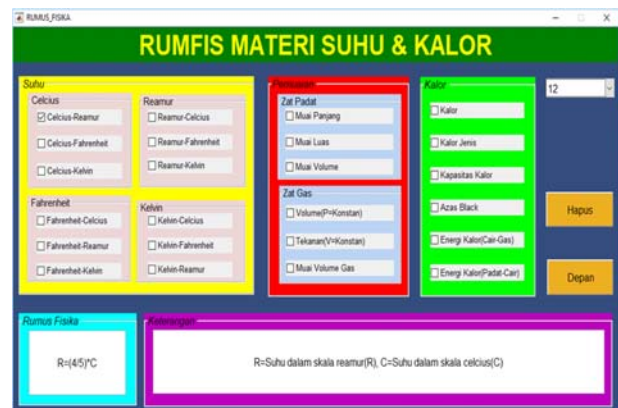 RUMUS_FISIKA
RUMFIS MATERI SUHU & KALOR
Suhu
Celcius
Celcius-Reamur
Celcius-Fahrenheit
Celcius-Kelvin
Reamur
Reamur-Celcius
Reamur-Fahrenheit
Reamur-Kelvin
Fahrenheit
Fahrenheit-Celcius
Fahrenheit-Reamur
Fahrenheit-Kelvin
Kelvin
Kelvin-Celcius
Kelvin-Fahrenheit
Kelvin-Reamur
Pemuaian
Zat Padat
Muai Panjang
Muai Luas
Muai Volume
Zat Gas
Volume(P=Konstan)
Tekanan(V=Konstan)
Muai Volume Gas
Kalor
Kalor
Kalor Jenis
Kapasitas Kalor
Azas Black
Energi Kalor(Cair-Gas)
Energi Kalor(Padat-Cair)
12
Hapus
Depan
Rumus Fisika
R=(4/5)*C
Keterangan
R=Suhu dalam skala reamur(R), C=Suhu dalam skala celcius(C)